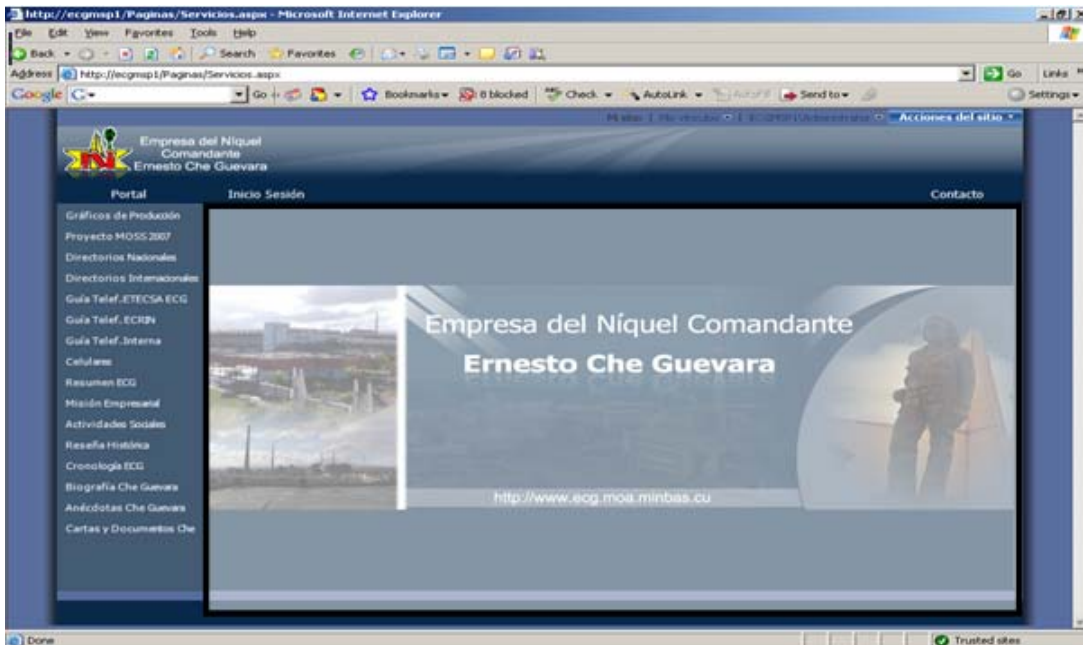 http://ecgmsp1/Paginas/Servicios.aspx - Microsoft Internet Explorer
File Edit View Favorites Tools Help
Back Search Favorites
Address http://ecgmsp1/Paginas/Servicios.aspx Go Links
Google Go Bookmarks 8 blocked Check AutoLink AutoFill Send to Settings
Mi sitio Acciones del sitio
Empresa del Níquel
Comandante
Ernesto Che Guevara
Portal Inicio Sesión Contacto
Gráficos de Producción
Proyecto MOSS 2007
Directorios Nacionales
Directorios Internacionales
Guía Telef.ETECSA ECG
Guía Telef.ECRIN
Guía Telef.Interna
Celulares
Resumen ECG
Misión Empresarial
Actividades Sociales
Reseña Histórica
Cronología ECG
Biografía Che Guevara
Anécdotas Che Guevara
Cartas y Documentos Che
Empresa del Níquel Comandante
Ernesto Che Guevara
http://www.ecg.moa.minbas.cu
Done Trusted sites